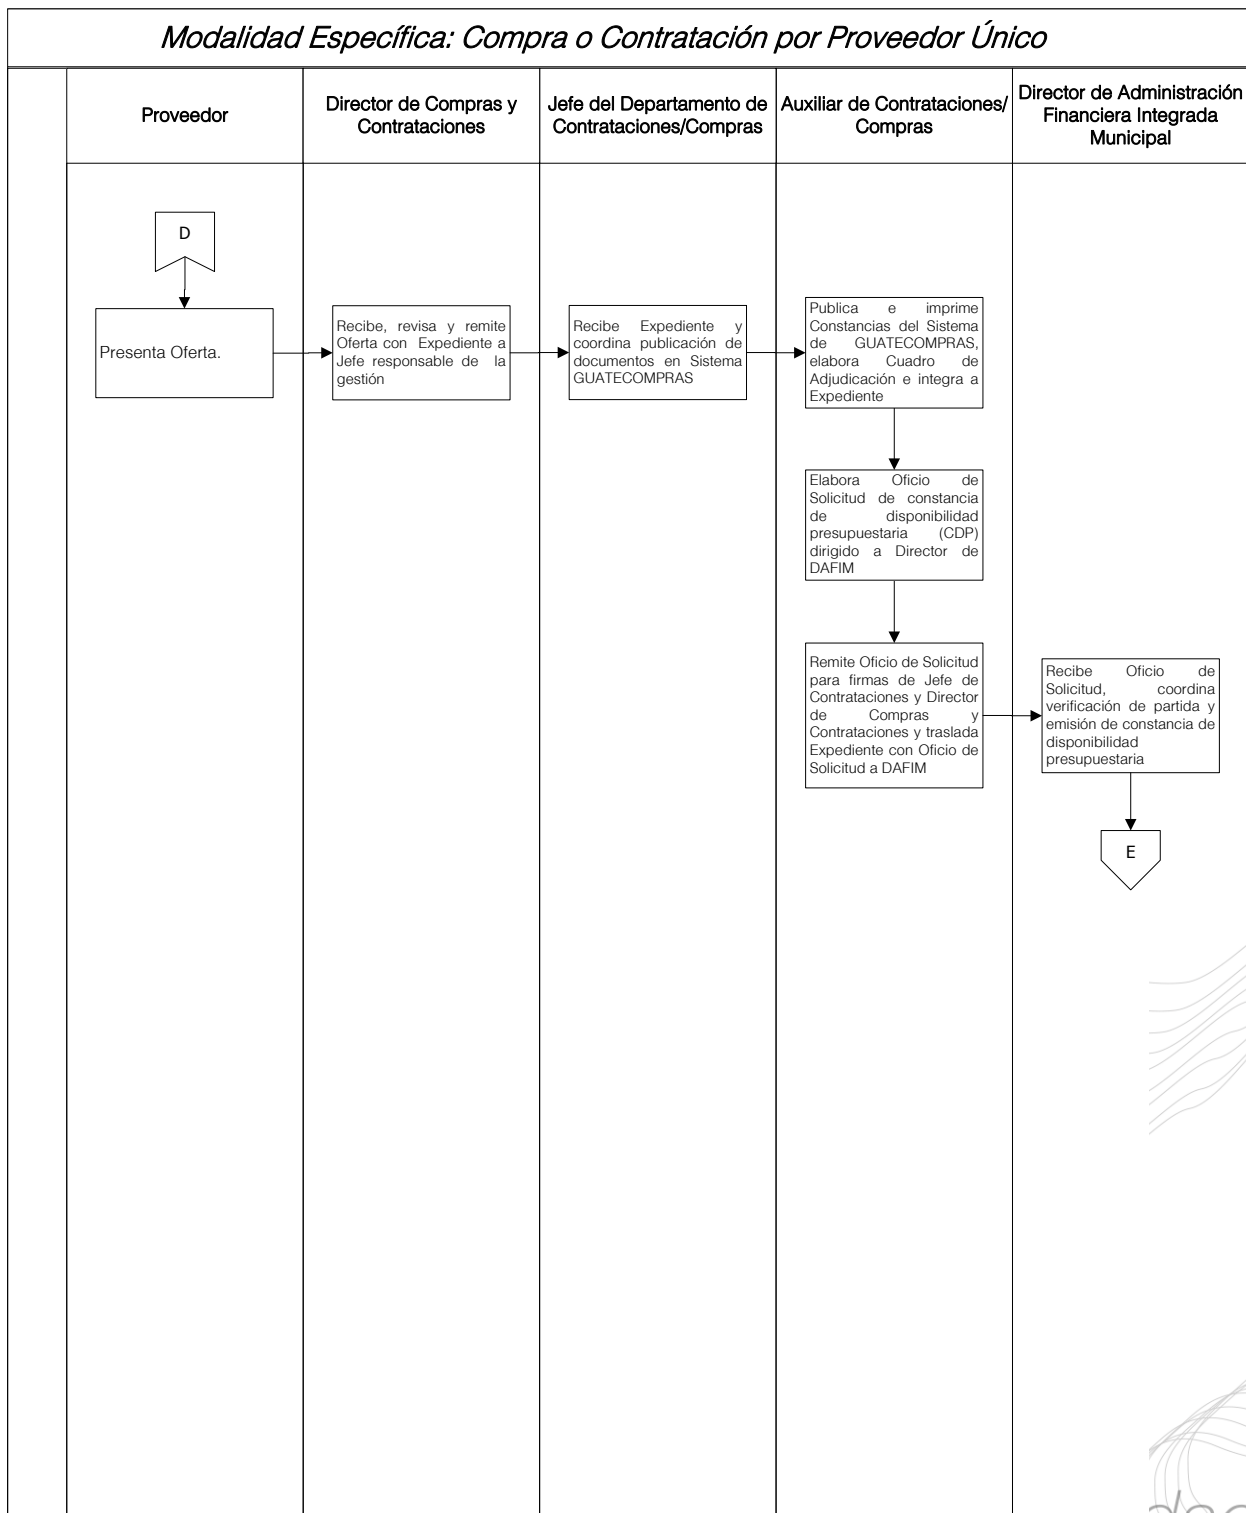 Modalidad Específica: Compra o Contratación por Proveedor Único
Proveedor
Director de Compras y
Contrataciones
Jefe del Departamento de
Contrataciones/Compras
Auxiliar de Contrataciones/
Compras
Director de Administración
Financiera Integrada
Municipal
D
Presenta Oferta.
Recibe, revisa y remite
Oferta con Expediente a
Jefe responsable de la
gestión
Recibe Expediente y
coordina publicación de
documentos en Sistema
GUATECOMPRAS
Publica e imprime
Constancias del Sistema
de GUATECOMPRAS,
elabora Cuadro de
Adjudicación e integra a
Expediente
Elabora Oficio de
Solicitud de constancia
de disponibilidad
presupuestaria (CDP)
dirigido a Director de
DAFIM
Remite Oficio de Solicitud
para firmas de Jefe de
Contrataciones y Director
de Compras y
Contrataciones y traslada
Expediente con Oficio de
Solicitud a DAFIM
Recibe Oficio de
Solicitud, coordina
verificación de partida y
emisión de constancia de
disponibilidad
presupuestaria
E